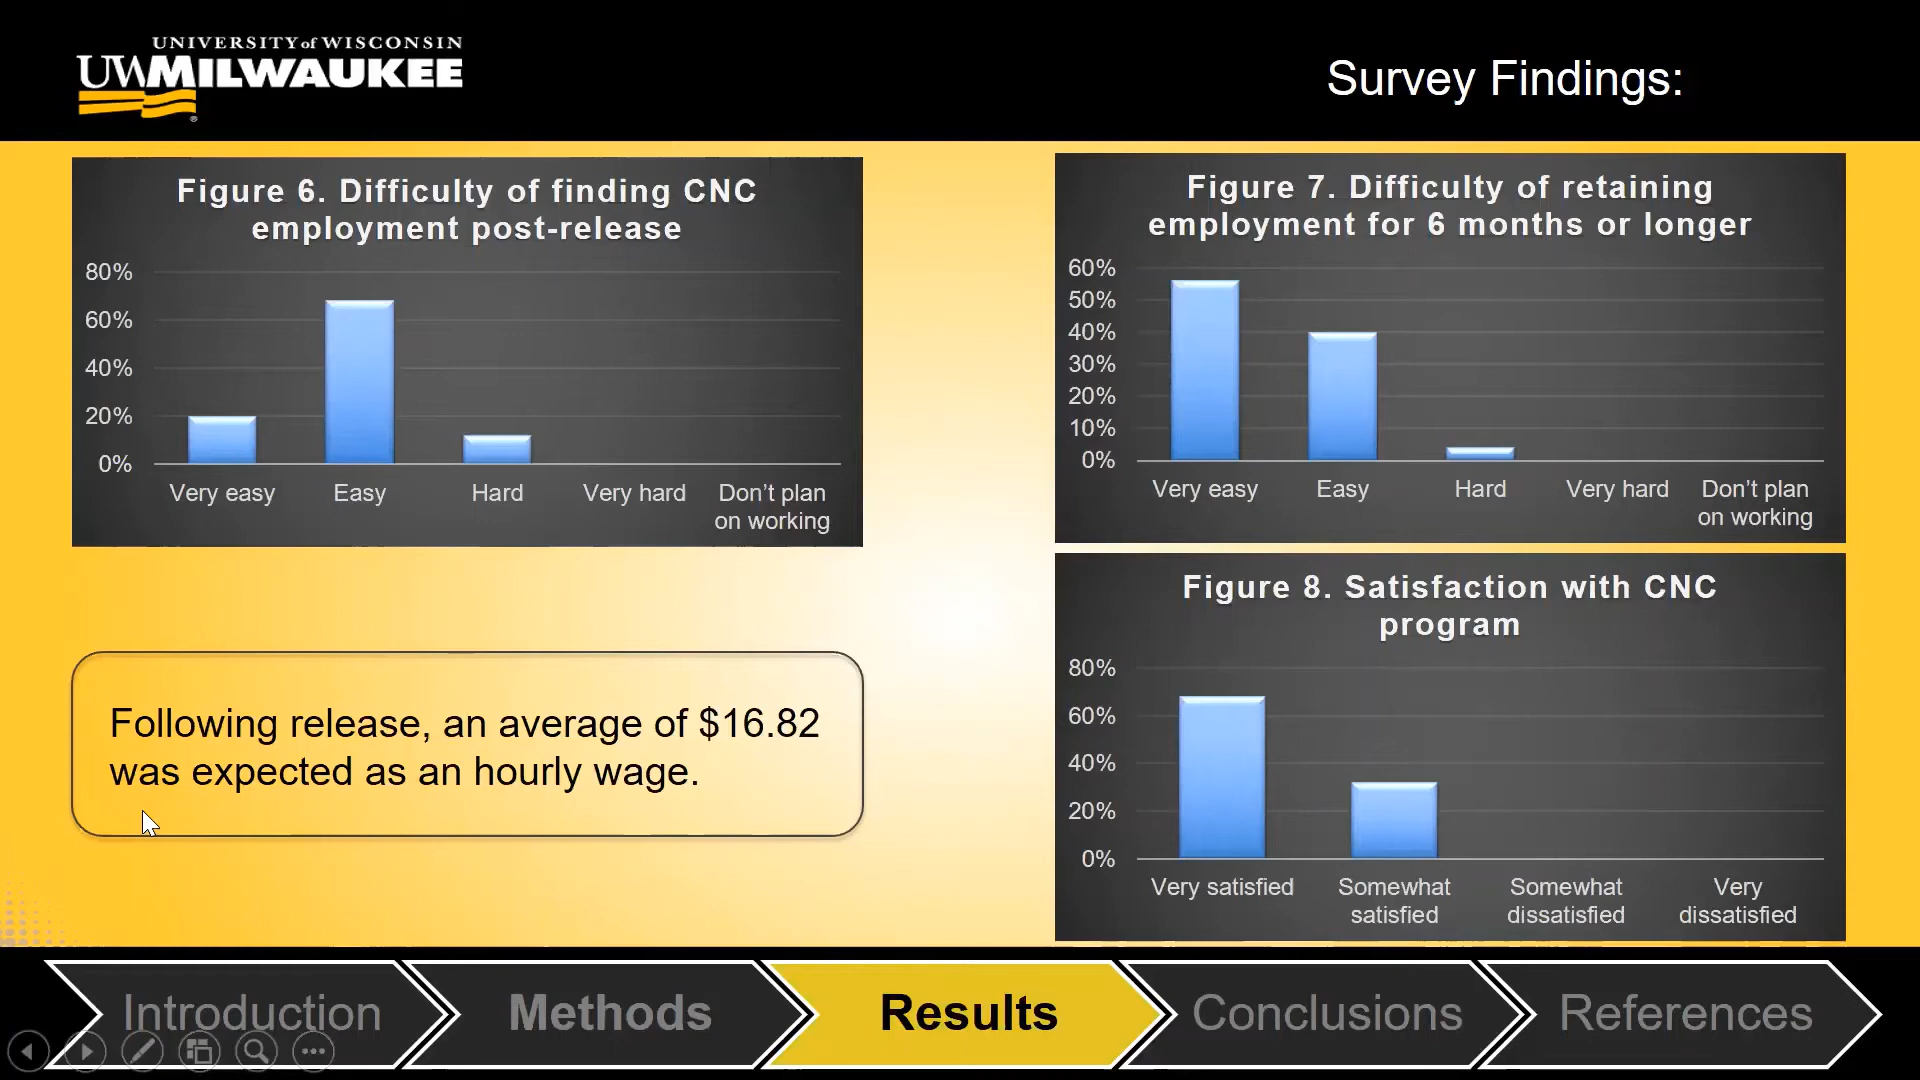 UNIVERSITY of WISCONSIN
UWMILWAUKEE
®
Survey Findings:
Figure 6. Difficulty of finding CNC
employment post-release
80%
60%
40%
20%
0%
Very easy
Easy
Hard
Very hard
Don't plan
on working
Figure 7. Difficulty of retaining
employment for 6 months or longer
60%
50%
40%
30%
20%
10%
0%
Very easy
Easy
Hard
Very hard
Don't plan
on working
Following release, an average of $16.82
was expected as an hourly wage.
Figure 8. Satisfaction with CNC
program
80%
60%
40%
20%
0%
Very satisfied
Somewhat
satisfied
Somewhat
dissatisfied
Very
dissatisfied
Introduction
Methods
Results
Conclusions
References